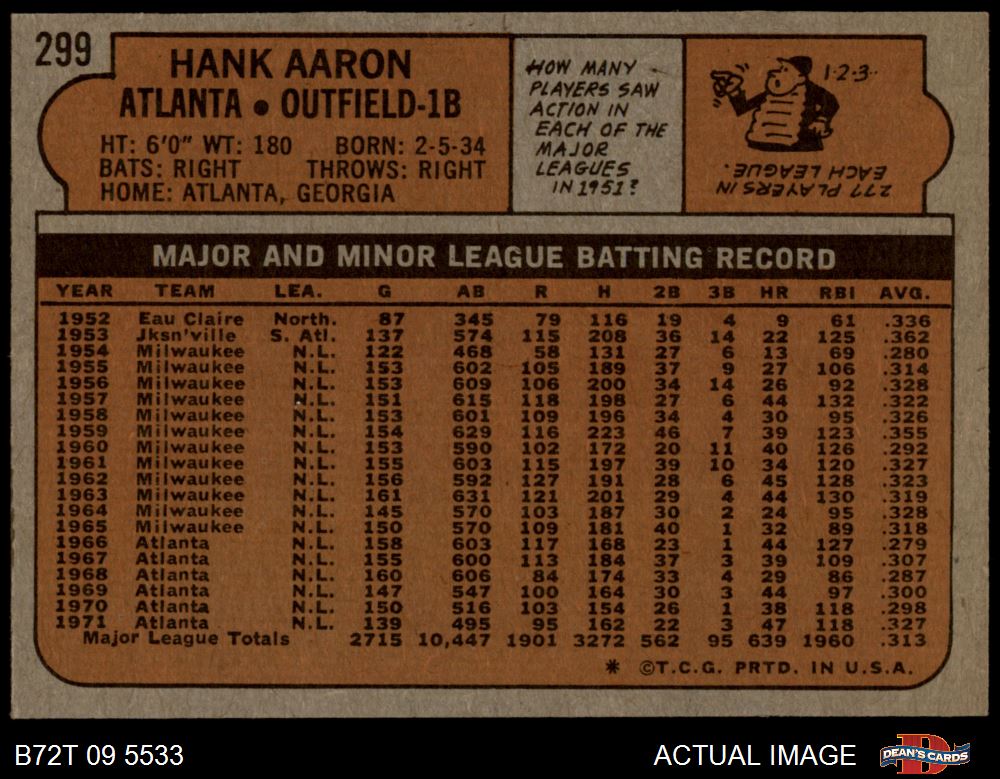 299
HANK AARON
ATLANTA • OUTFIELD-1B
HT: 6'0" WT: 180 BORN: 2-5-34
BATS: RIGHT THROWS: RIGHT
HOME: ATLANTA, GEORGIA
HOW MANY
PLAYERS SAW
ACTION IN
EACH OF THE
MAJOR
LEAGUES
IN 1951?
1-2-3-
277 PLAYERS IN
EACH LEAGUE.
MAJOR AND MINOR LEAGUE BATTING RECORD
YEAR TEAM LEA. G AB R H 2B 3B HR RBI AVG.
1952 Eau Claire North. 87 345 79 116 19 4 9 61 .336
1953 Jksn'ville S. Atl. 137 574 115 208 36 14 22 125 .362
1954 Milwaukee N.L. 122 468 58 131 27 6 13 69 .280
1955 Milwaukee N.L. 153 602 105 189 37 9 27 106 .314
1956 Milwaukee N.L. 153 609 106 200 34 14 26 92 .328
1957 Milwaukee N.L. 151 615 118 198 27 6 44 132 .322
1958 Milwaukee N.L. 153 601 109 196 34 4 30 95 .326
1959 Milwaukee N.L. 154 629 116 223 46 7 39 123 .355
1960 Milwaukee N.L. 153 590 102 172 20 11 40 126 .292
1961 Milwaukee N.L. 155 603 115 197 39 10 34 120 .327
1962 Milwaukee N.L. 156 592 127 191 28 6 45 128 .323
1963 Milwaukee N.L. 161 631 121 201 29 4 44 130 .319
1964 Milwaukee N.L. 145 570 103 187 30 2 24 95 .328
1965 Milwaukee N.L. 150 570 109 181 40 1 32 89 .318
1966 Atlanta N.L. 158 603 117 168 23 1 44 127 .279
1967 Atlanta N.L. 155 600 113 184 37 3 39 109 .307
1968 Atlanta N.L. 160 606 84 174 33 4 29 86 .287
1969 Atlanta N.L. 147 547 100 164 30 3 44 97 .300
1970 Atlanta N.L. 150 516 103 154 26 1 38 118 .298
1971 Atlanta N.L. 139 495 95 162 22 3 47 118 .327
Major League Totals 2715 10,447 1901 3272 562 95 639 1960 .313
* ©T.C.G. PRTD. IN U.S.A.
B72T 09 5533 ACTUAL IMAGE DEAN'S CARDS